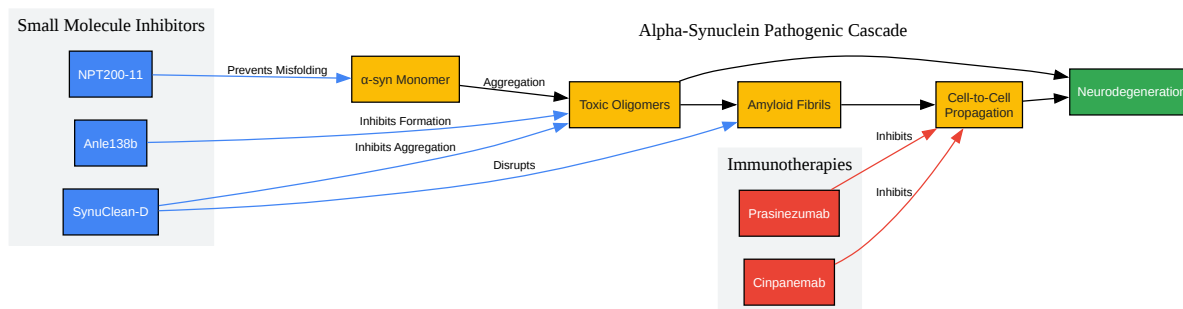 Small Molecule Inhibitors
Alpha-Synuclein Pathogenic Cascade
NPT200-11
Prevents Misfolding
α-syn Monomer
Aggregation
Toxic Oligomers
Amyloid Fibrils
Cell-to-Cell
Propagation
Neurodegeneration
Anle138b
Inhibits Formation
Inhibits Aggregation
SynuClean-D
Disrupts
Immunotherapies
Inhibits
Prasinezumab
Inhibits
Cinpanemab